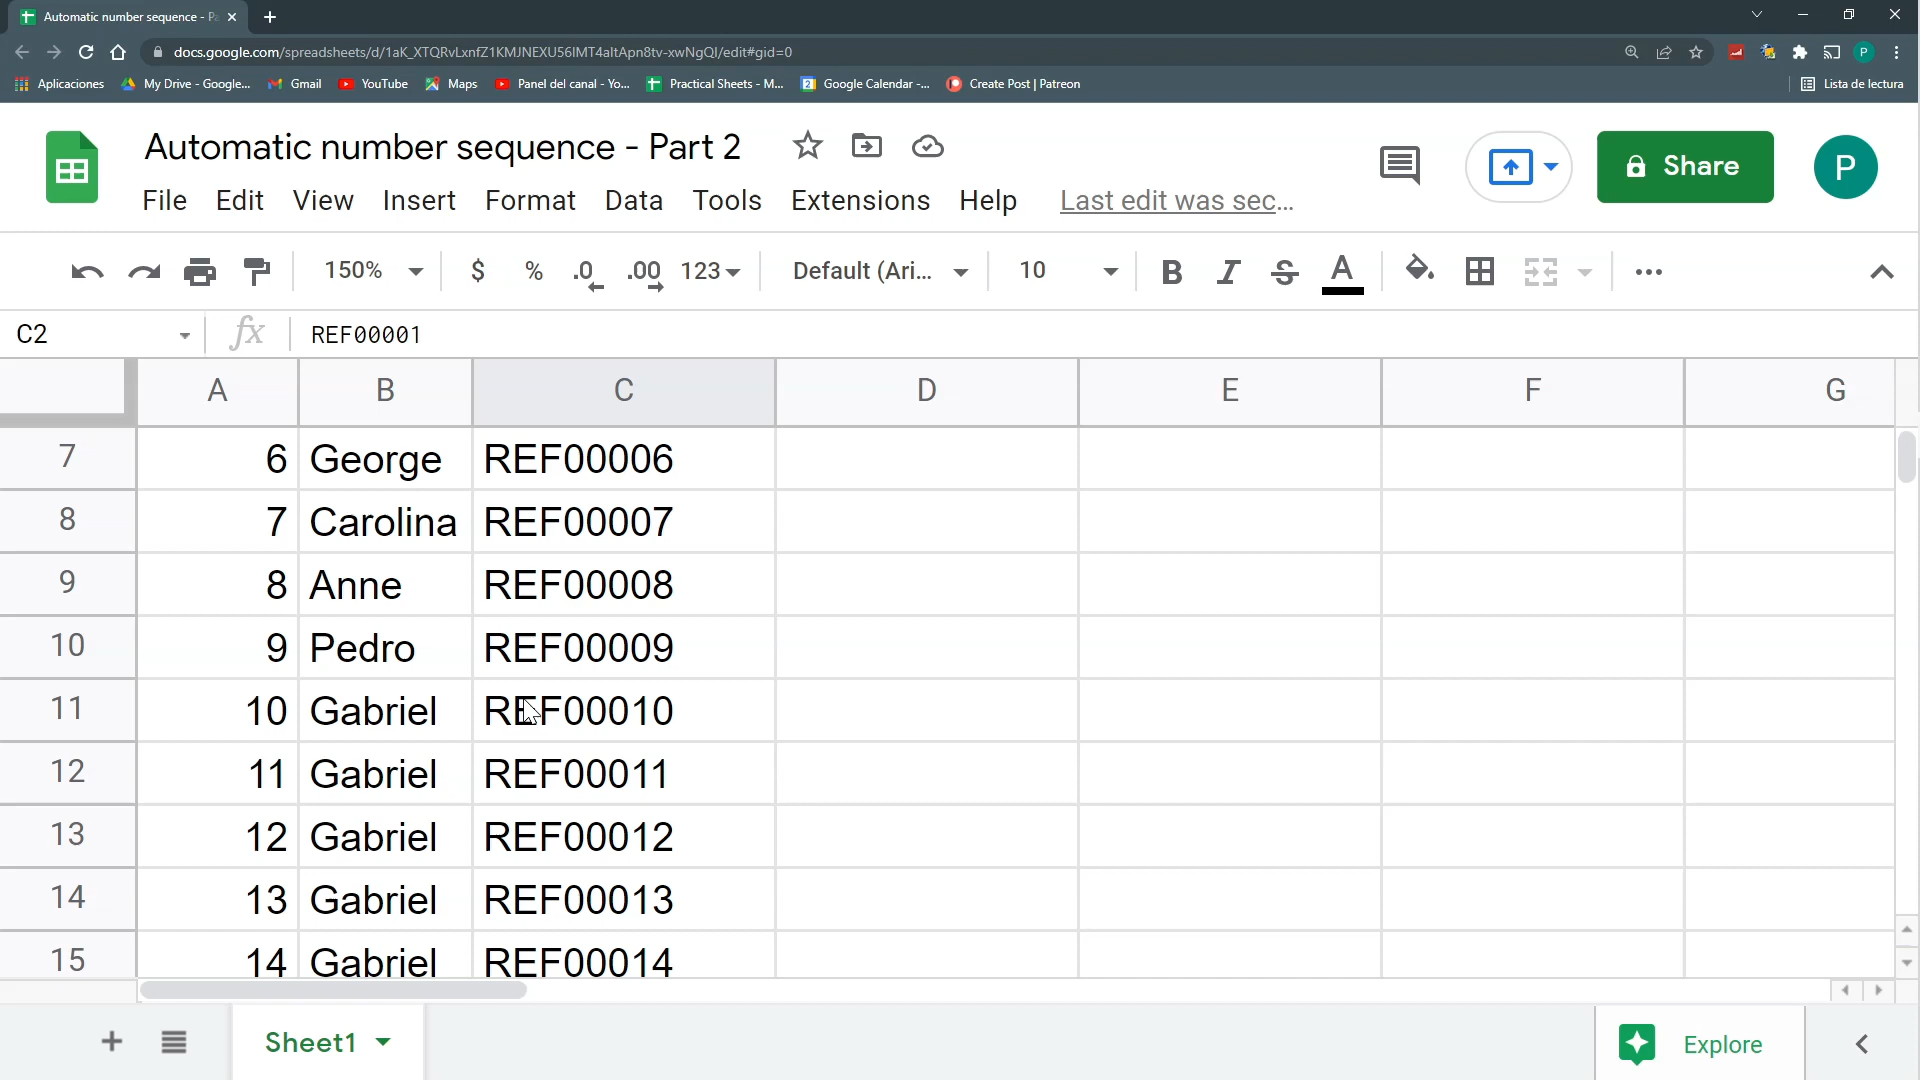 Automatic number sequence - Pa
docs.google.com/spreadsheets/d/1aK_XTQRvLxnfZ1KMJNEXU56IMT4altApn8tv-xwNgQI/edit#gid=0
P
Aplicaciones My Drive - Google... Gmail YouTube Maps Panel del canal - Yo... Practical Sheets - M... Google Calendar -... Create Post | Patreon Lista de lectura
Automatic number sequence - Part 2
Share
P
File Edit View Insert Format Data Tools Extensions Help Last edit was sec...
150% $ % .0 .00 123 Default (Ari... 10 B I S A
C2 fx REF00001
A B C D E F G
7 6 George REF00006
8 7 Carolina REF00007
9 8 Anne REF00008
10 9 Pedro REF00009
11 10 Gabriel REF00010
12 11 Gabriel REF00011
13 12 Gabriel REF00012
14 13 Gabriel REF00013
15 14 Gabriel REF00014
Sheet1 Explore